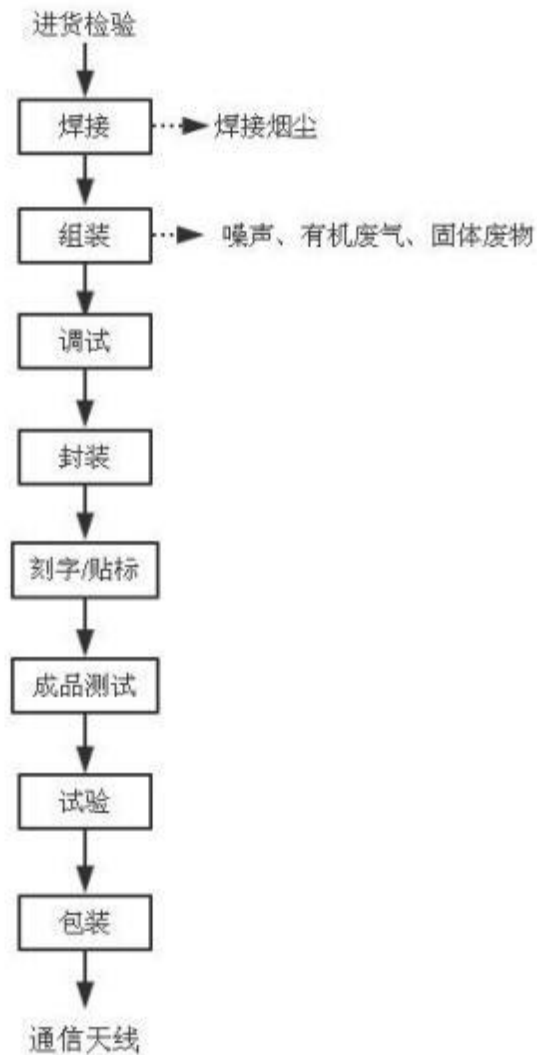 进货检验
焊接
焊接烟尘
组装
噪声、有机废气、固体废物
调试
封装
刻字/贴标
成品测试
试验
包装
通信天线